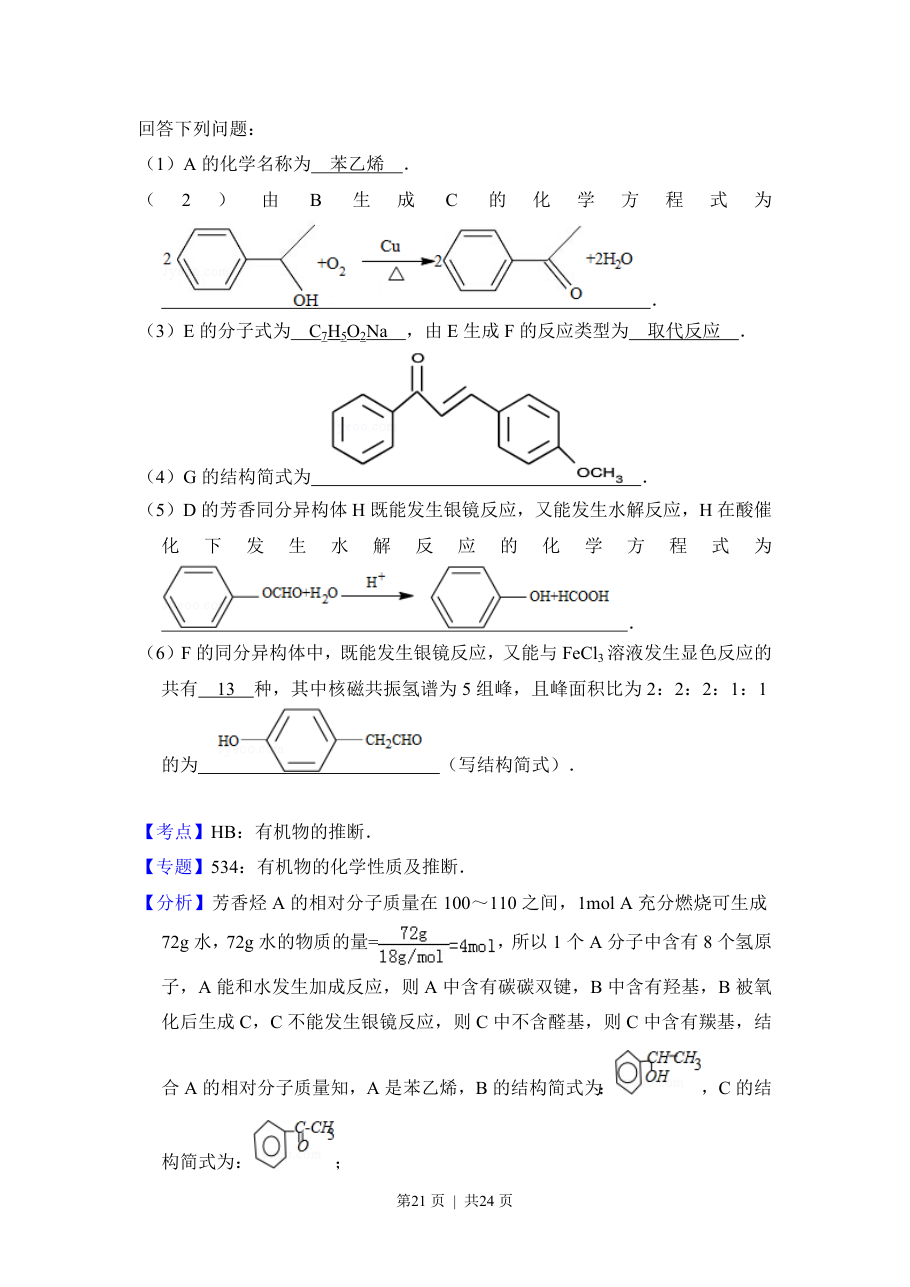 回答下列问题：
（1）A 的化学名称为　苯乙烯　．
（2）由B生成C的化学方程式为
2 OH +O2 Cu △ 2 O +2H2O ．
（3）E 的分子式为　C7H5O2Na　，由 E 生成 F 的反应类型为　取代反应　．
O
（4）G 的结构简式为 OCH3 ．
（5）D 的芳香同分异构体 H 既能发生银镜反应，又能发生水解反应，H 在酸催
化下发生水解反应的化学方程式为
OCHO+H2O H+ OH+HCOOH ．
（6）F 的同分异构体中，既能发生银镜反应，又能与 FeCl3 溶液发生显色反应的
共有　13　种，其中核磁共振氢谱为 5 组峰，且峰面积比为 2：2：2：1：1
的为 HO CH2CHO （写结构简式）．
【考点】HB：有机物的推断．
【专题】534：有机物的化学性质及推断．
【分析】芳香烃 A 的相对分子质量在 100～110 之间，1mol A 充分燃烧可生成
72g 水，72g 水的物质的量=72g/18g/mol=4mol，所以 1 个 A 分子中含有 8 个氢原
子，A 能和水发生加成反应，则 A 中含有碳碳双键，B 中含有羟基，B 被氧
化后生成 C，C 不能发生银镜反应，则 C 中不含醛基，则 C 中含有羰基，结
合 A 的相对分子质量知，A 是苯乙烯，B 的结构简式为：CH-CH3 OH ，C 的结
构简式为：C-CH3 O ；
第21 页 | 共24 页